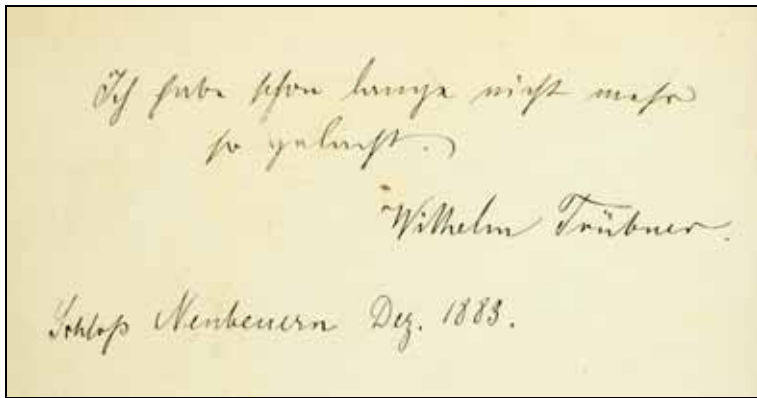 Ich habe schon lange nicht mehr
so gelacht.
Wilhelm Trübner.
Schloß Neubeuern Dez. 1883.